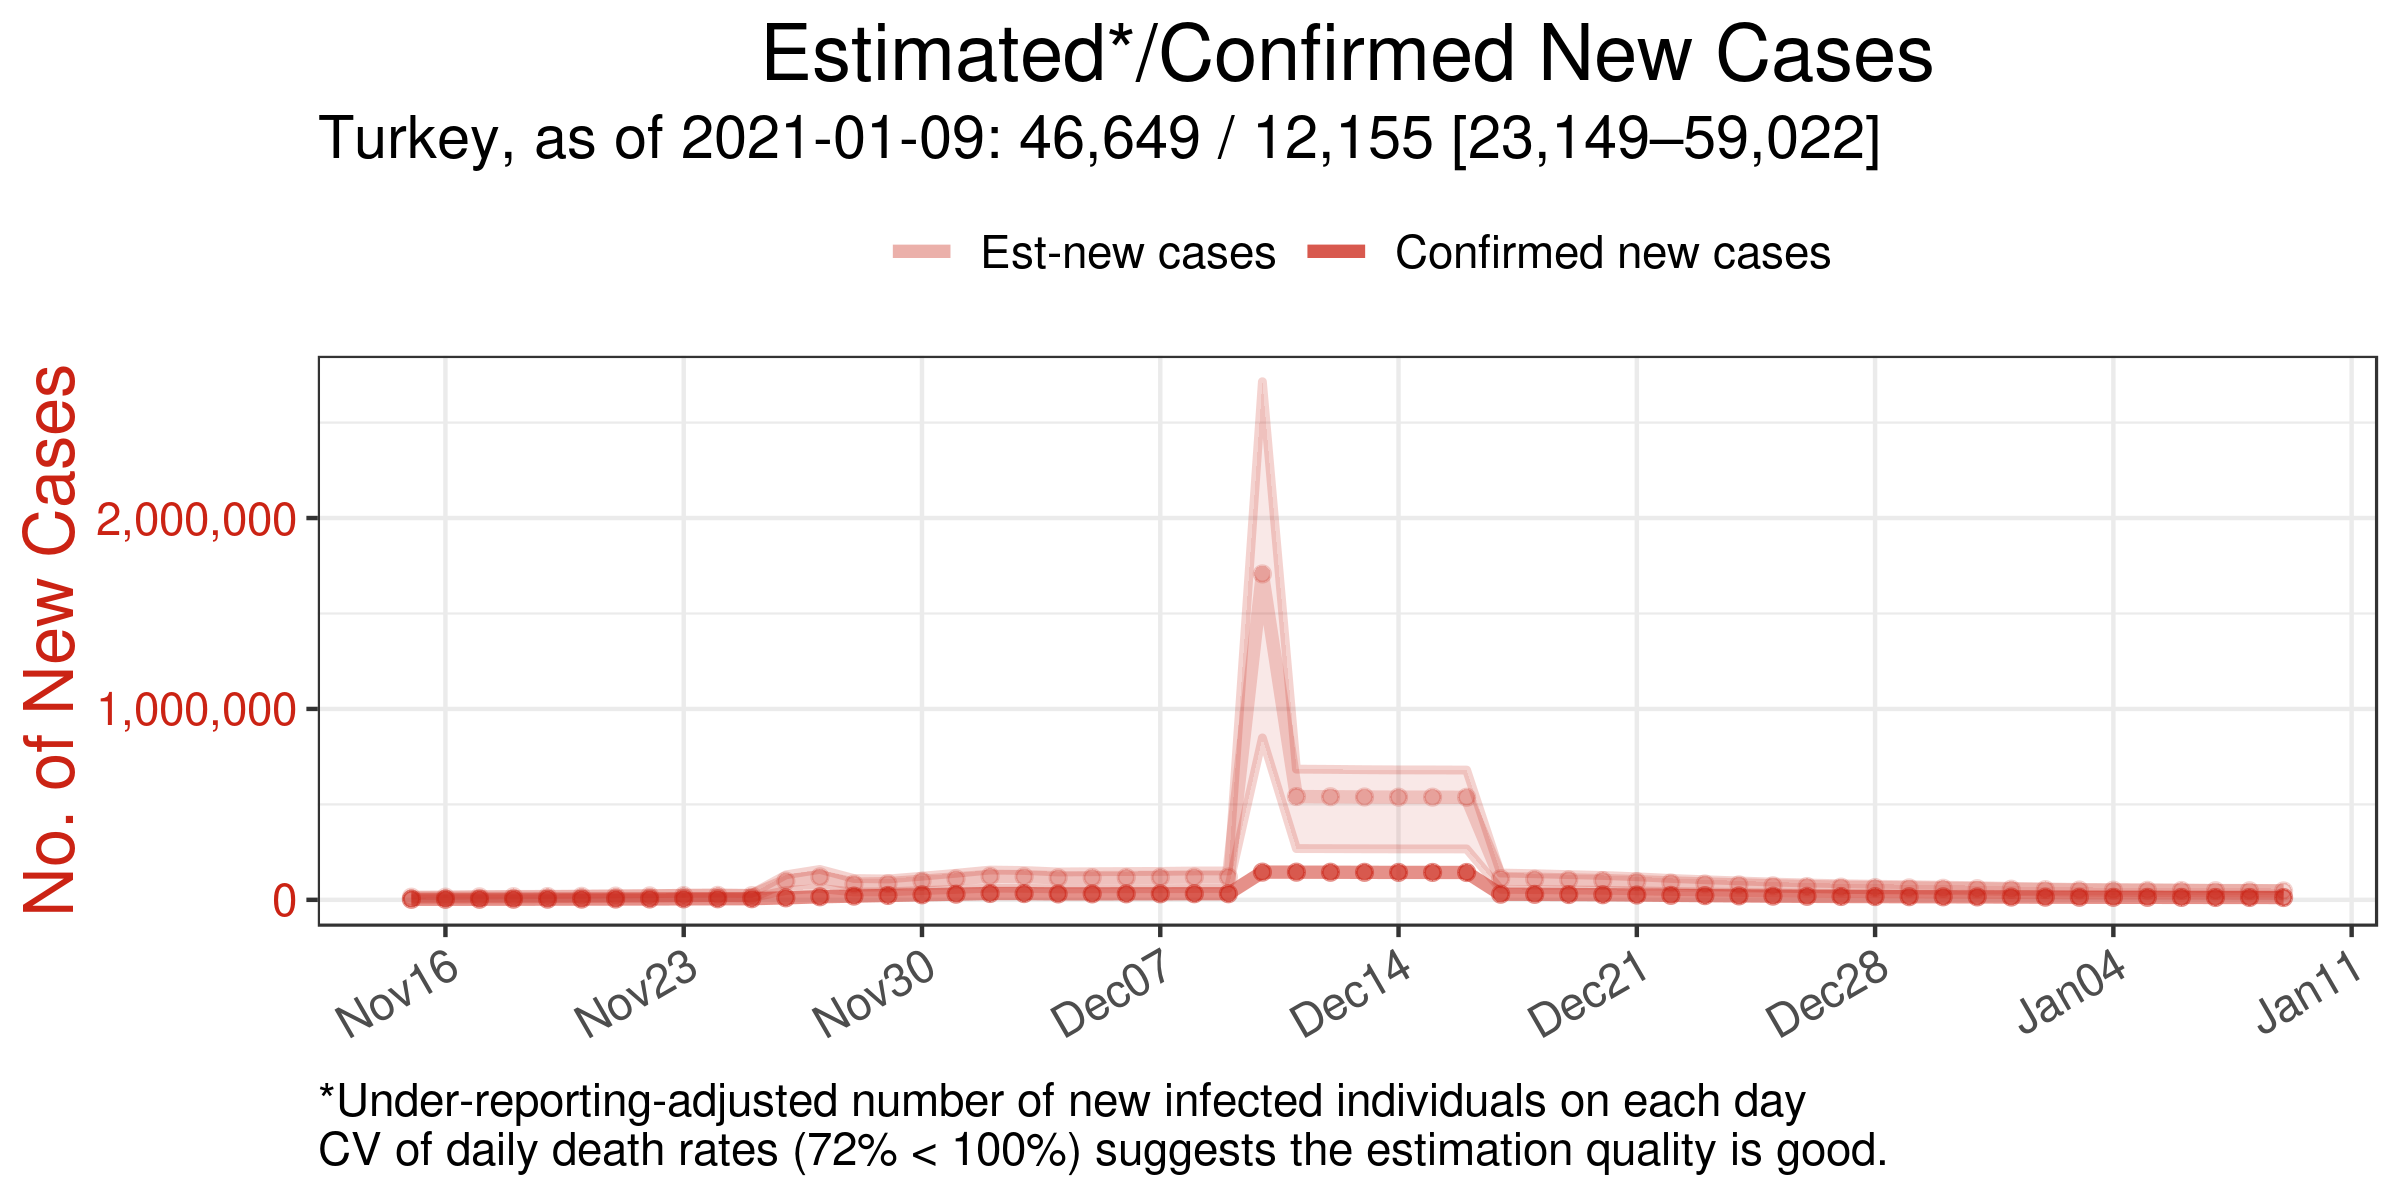 Estimated*/Confirmed New Cases
Turkey, as of 2021-01-09: 46,649 / 12,155 [23,149–59,022]
Est-new cases
Confirmed new cases
No. of New Cases
2,000,000
1,000,000
0
Nov16
Nov23
Nov30
Dec07
Dec14
Dec21
Dec28
Jan04
Jan11
*Under-reporting-adjusted number of new infected individuals on each day
CV of daily death rates (72% < 100%) suggests the estimation quality is good.